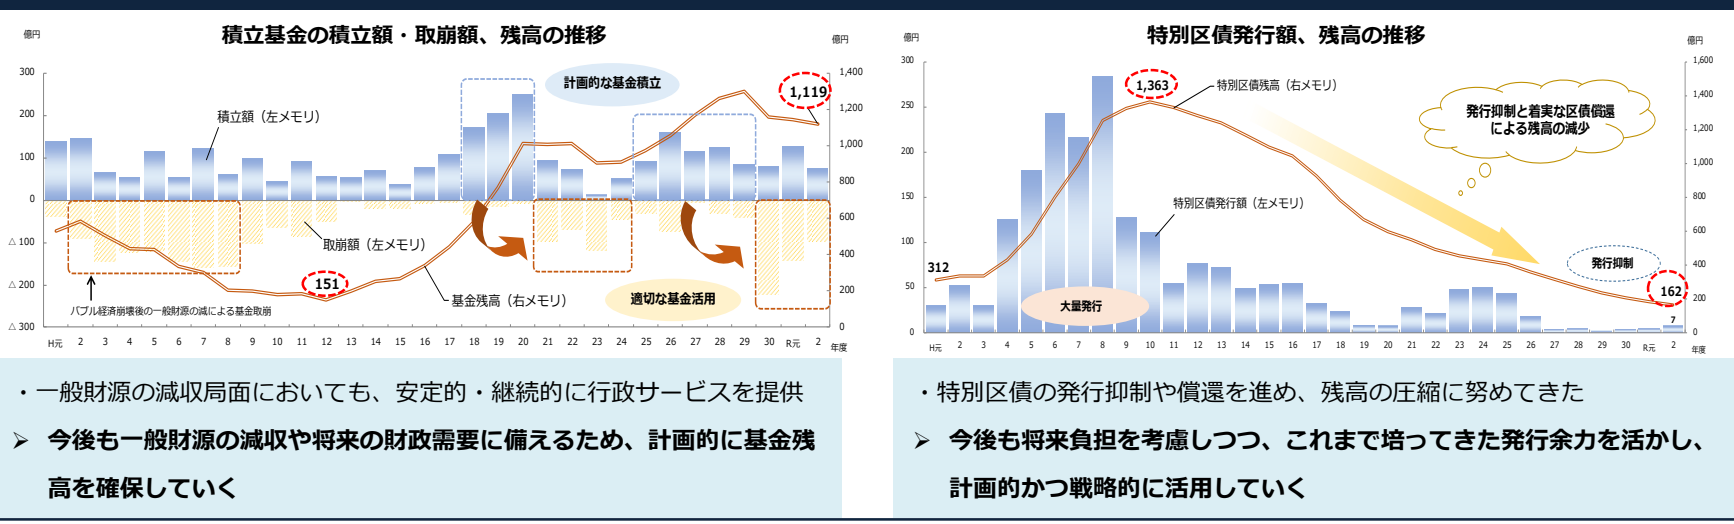 積立基金の積立額・取崩額、残高の推移
億円
億円
300
200
100
0
△ 100
△ 200
△ 300
1,400
1,200
1,000
800
600
400
200
0
積立額（左メモリ）
取崩額（左メモリ）
基金残高（右メモリ）
計画的な基金積立
適切な基金活用
バブル経済崩壊後の一般財源の減による基金取崩
151
1,119
H元 2 3 4 5 6 7 8 9 10 11 12 13 14 15 16 17 18 19 20 21 22 23 24 25 26 27 28 29 30 R元 2 年度
・一般財源の減収局面においても、安定的・継続的に行政サービスを提供
➢ 今後も一般財源の減収や将来の財政需要に備えるため、計画的に基金残
高を確保していく
特別区債発行額、残高の推移
億円
億円
300
250
200
150
100
50
0
1,600
1,400
1,200
1,000
800
600
400
200
0
特別区債残高（右メモリ）
特別区債発行額（左メモリ）
発行抑制と着実な区債償還
による残高の減少
大量発行
発行抑制
312
1,363
162
7
H元 2 3 4 5 6 7 8 9 10 11 12 13 14 15 16 17 18 19 20 21 22 23 24 25 26 27 28 29 30 R元 2 年度
・特別区債の発行抑制や償還を進め、残高の圧縮に努めてきた
➢ 今後も将来負担を考慮しつつ、これまで培ってきた発行余力を活かし、
計画的かつ戦略的に活用していく